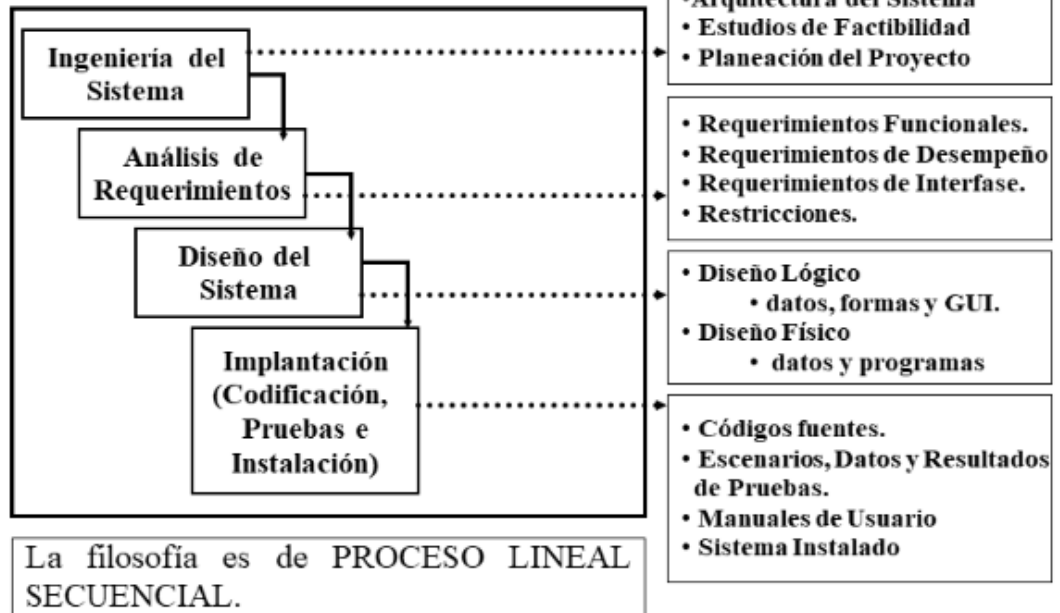 Ingeniería del
Sistema
Análisis de
Requerimientos
Diseño del
Sistema
Implantación
(Codificación,
Pruebas e
Instalación)
•Arquitectura del Sistema
• Estudios de Factibilidad
• Planeación del Proyecto
• Requerimientos Funcionales.
• Requerimientos de Desempeño
• Requerimientos de Interfase.
• Restricciones.
• Diseño Lógico
• datos, formas y GUI.
• Diseño Físico
• datos y programas
• Códigos fuentes.
• Escenarios, Datos y Resultados
de Pruebas.
• Manuales de Usuario
• Sistema Instalado
La filosofía es de PROCESO LINEAL
SECUENCIAL.